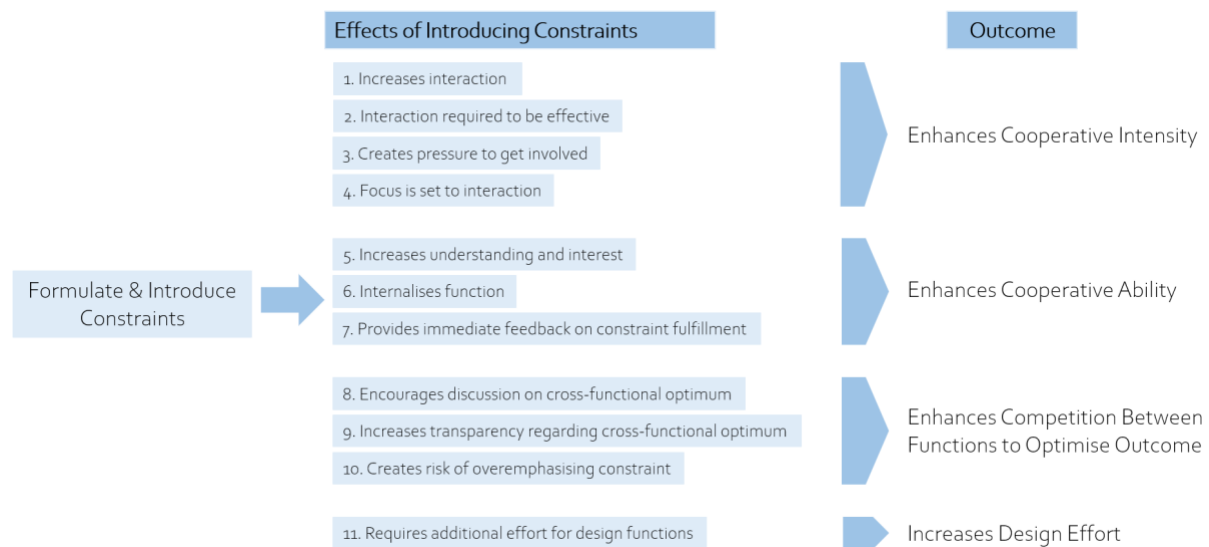 Effects of Introducing Constraints
Outcome
1. Increases interaction
2. Interaction required to be effective
3. Creates pressure to get involved
4. Focus is set to interaction
Enhances Cooperative Intensity
Formulate & Introduce
Constraints
5. Increases understanding and interest
6. Internalises function
7. Provides immediate feedback on constraint fulfillment
Enhances Cooperative Ability
8. Encourages discussion on cross-functional optimum
9. Increases transparency regarding cross-functional optimum
10. Creates risk of overemphasising constraint
Enhances Competition Between
Functions to Optimise Outcome
11. Requires additional effort for design functions
Increases Design Effort